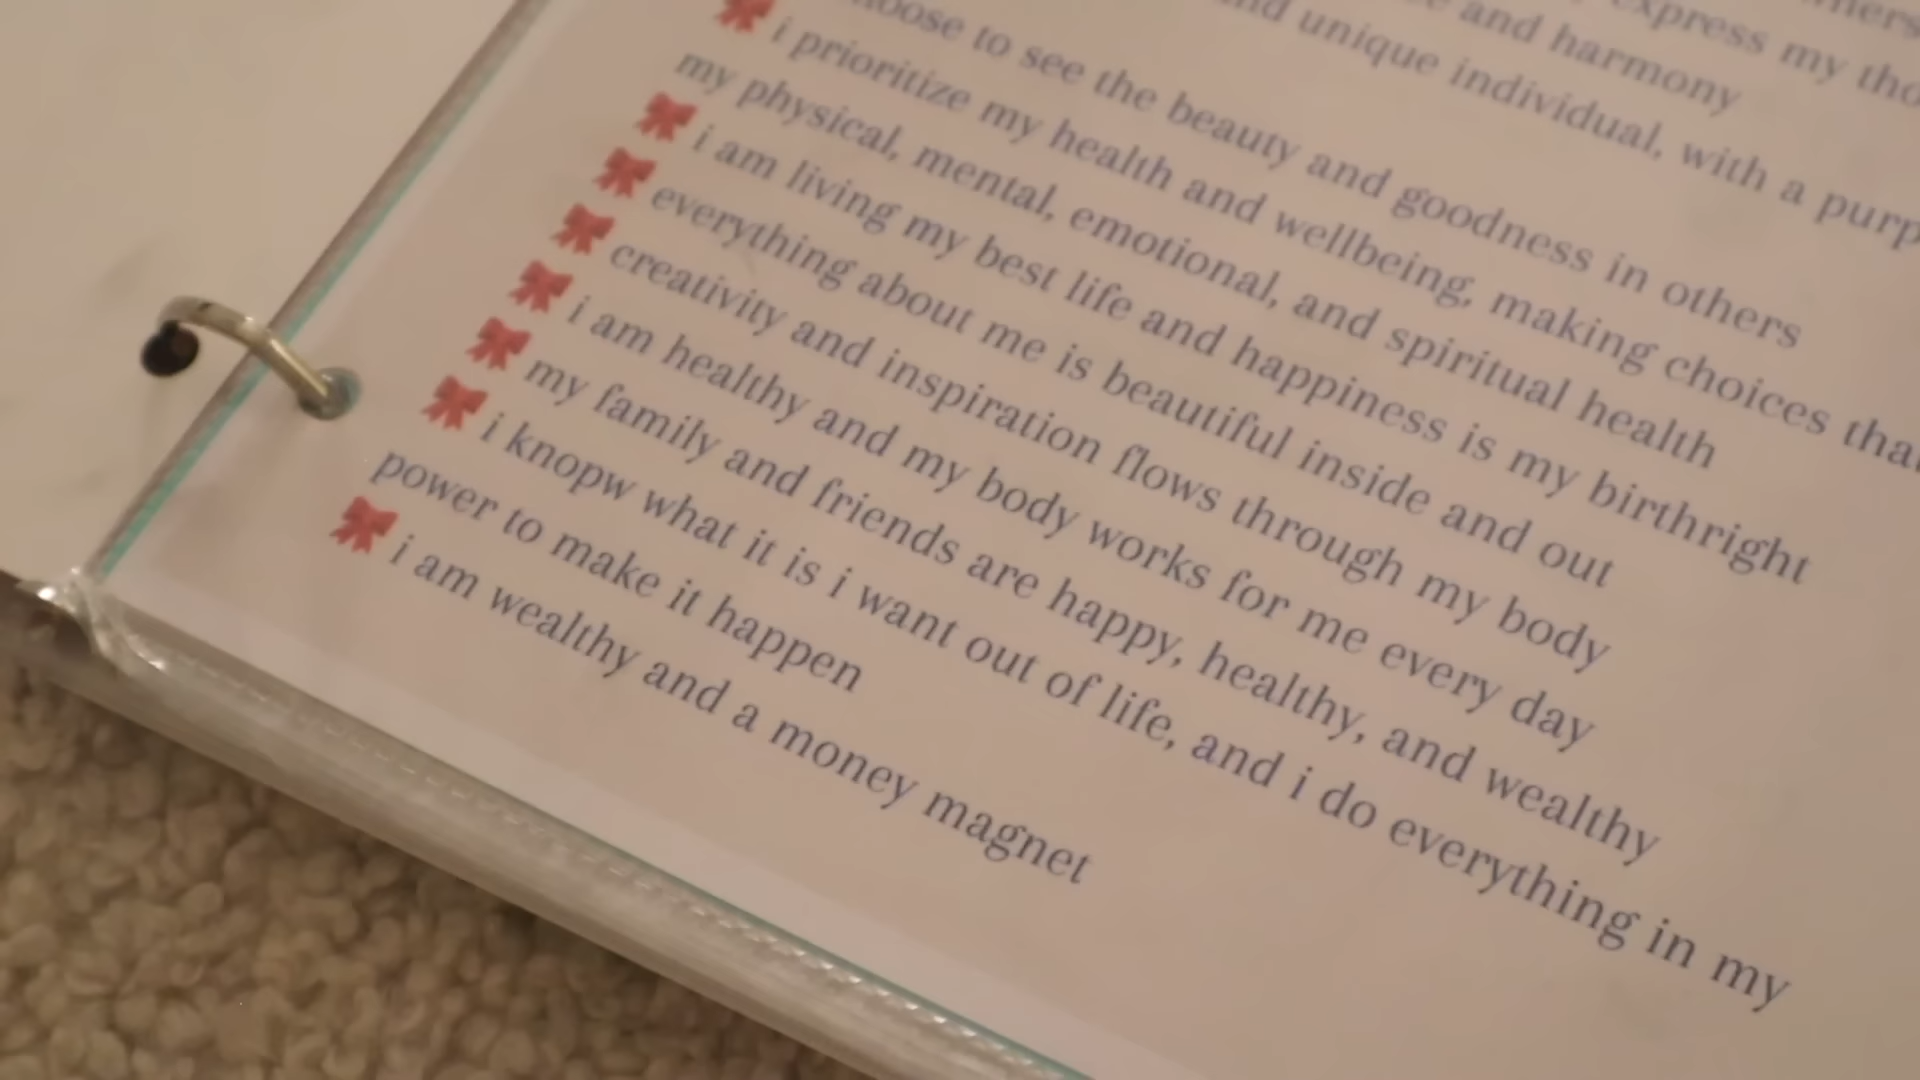 express my
and harmony
unique individual, with a
to see the beauty and goodness in others
i prioritize my health and wellbeing, making choices
my physical, mental, emotional, and spiritual health
i am living my best life and happiness is my birthright
everything about me is beautiful inside and out
creativity and inspiration flows through my body
i am healthy and my body works for me every day
my family and friends are happy, healthy, and wealthy
i knopw what it is i want out of life, and i do everything in my
power to make it happen
i am wealthy and a money magnet